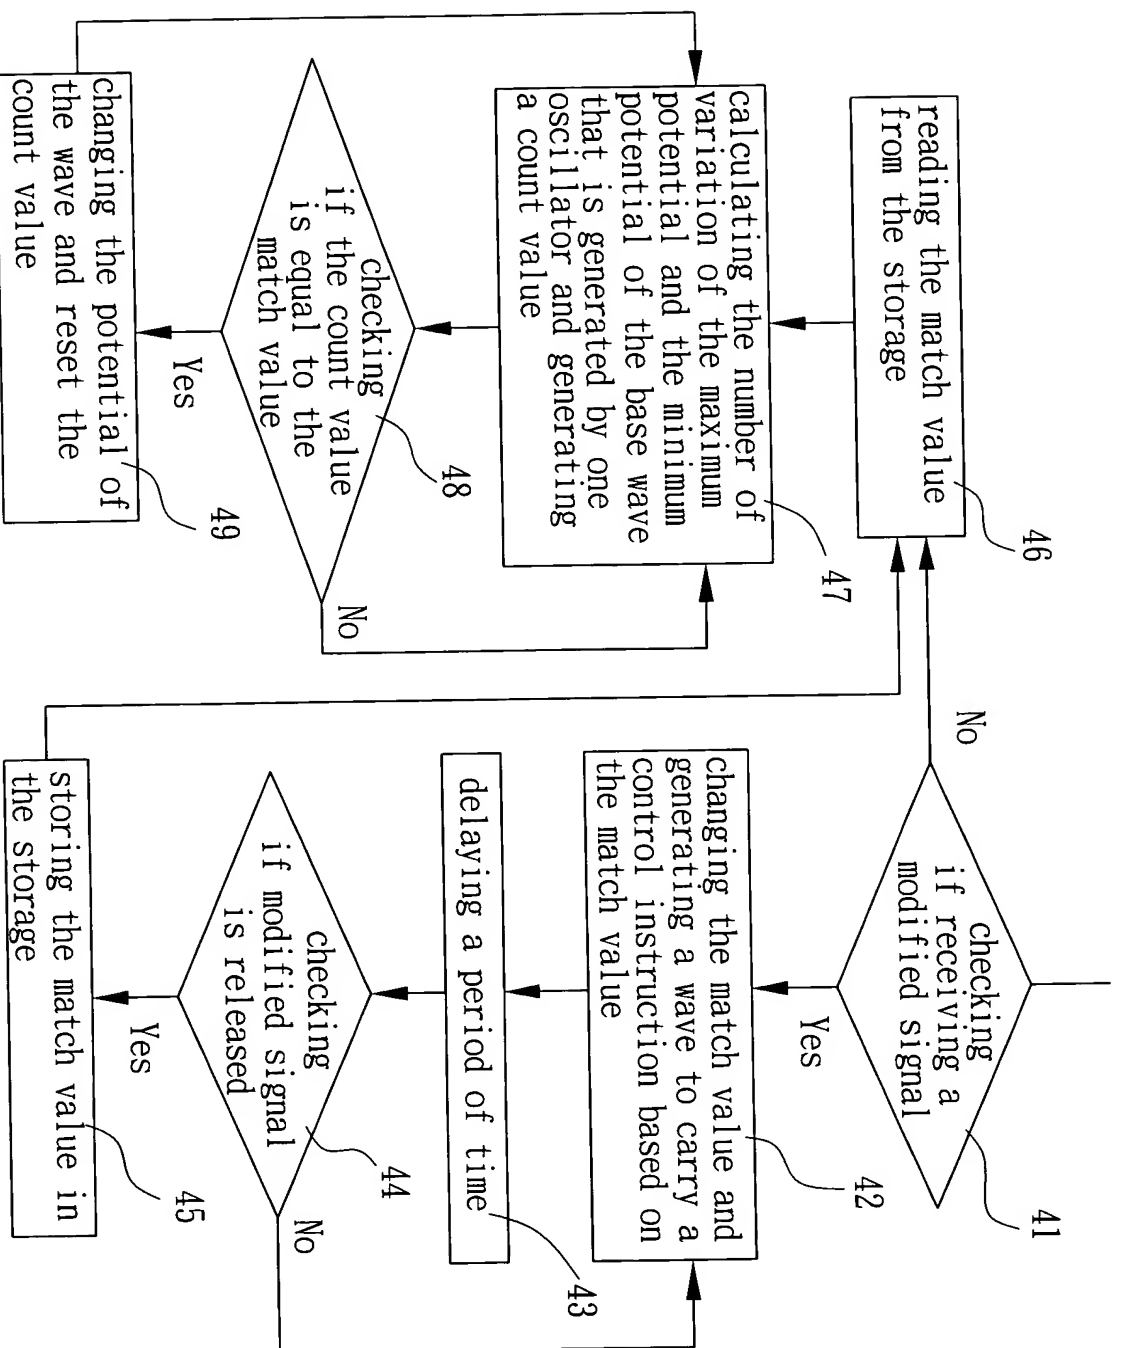 checking
if receiving a
modified signal
41
No
Yes
changing the match value and
generating a wave to carry a
control instruction based on
the match value
42
delaying a period of time
43
checking
if modified signal
is released
44
No
Yes
storing the match value in
the storage
45
reading the match value
from the storage
46
calculating the number of
variation of the maximum
potential and the minimum
potential of the base wave
that is generated by one
oscillator and generating
a count value
47
checking
if the count value
is equal to the
match value
48
No
Yes
changing the potential of
the wave and reset the
count value
49